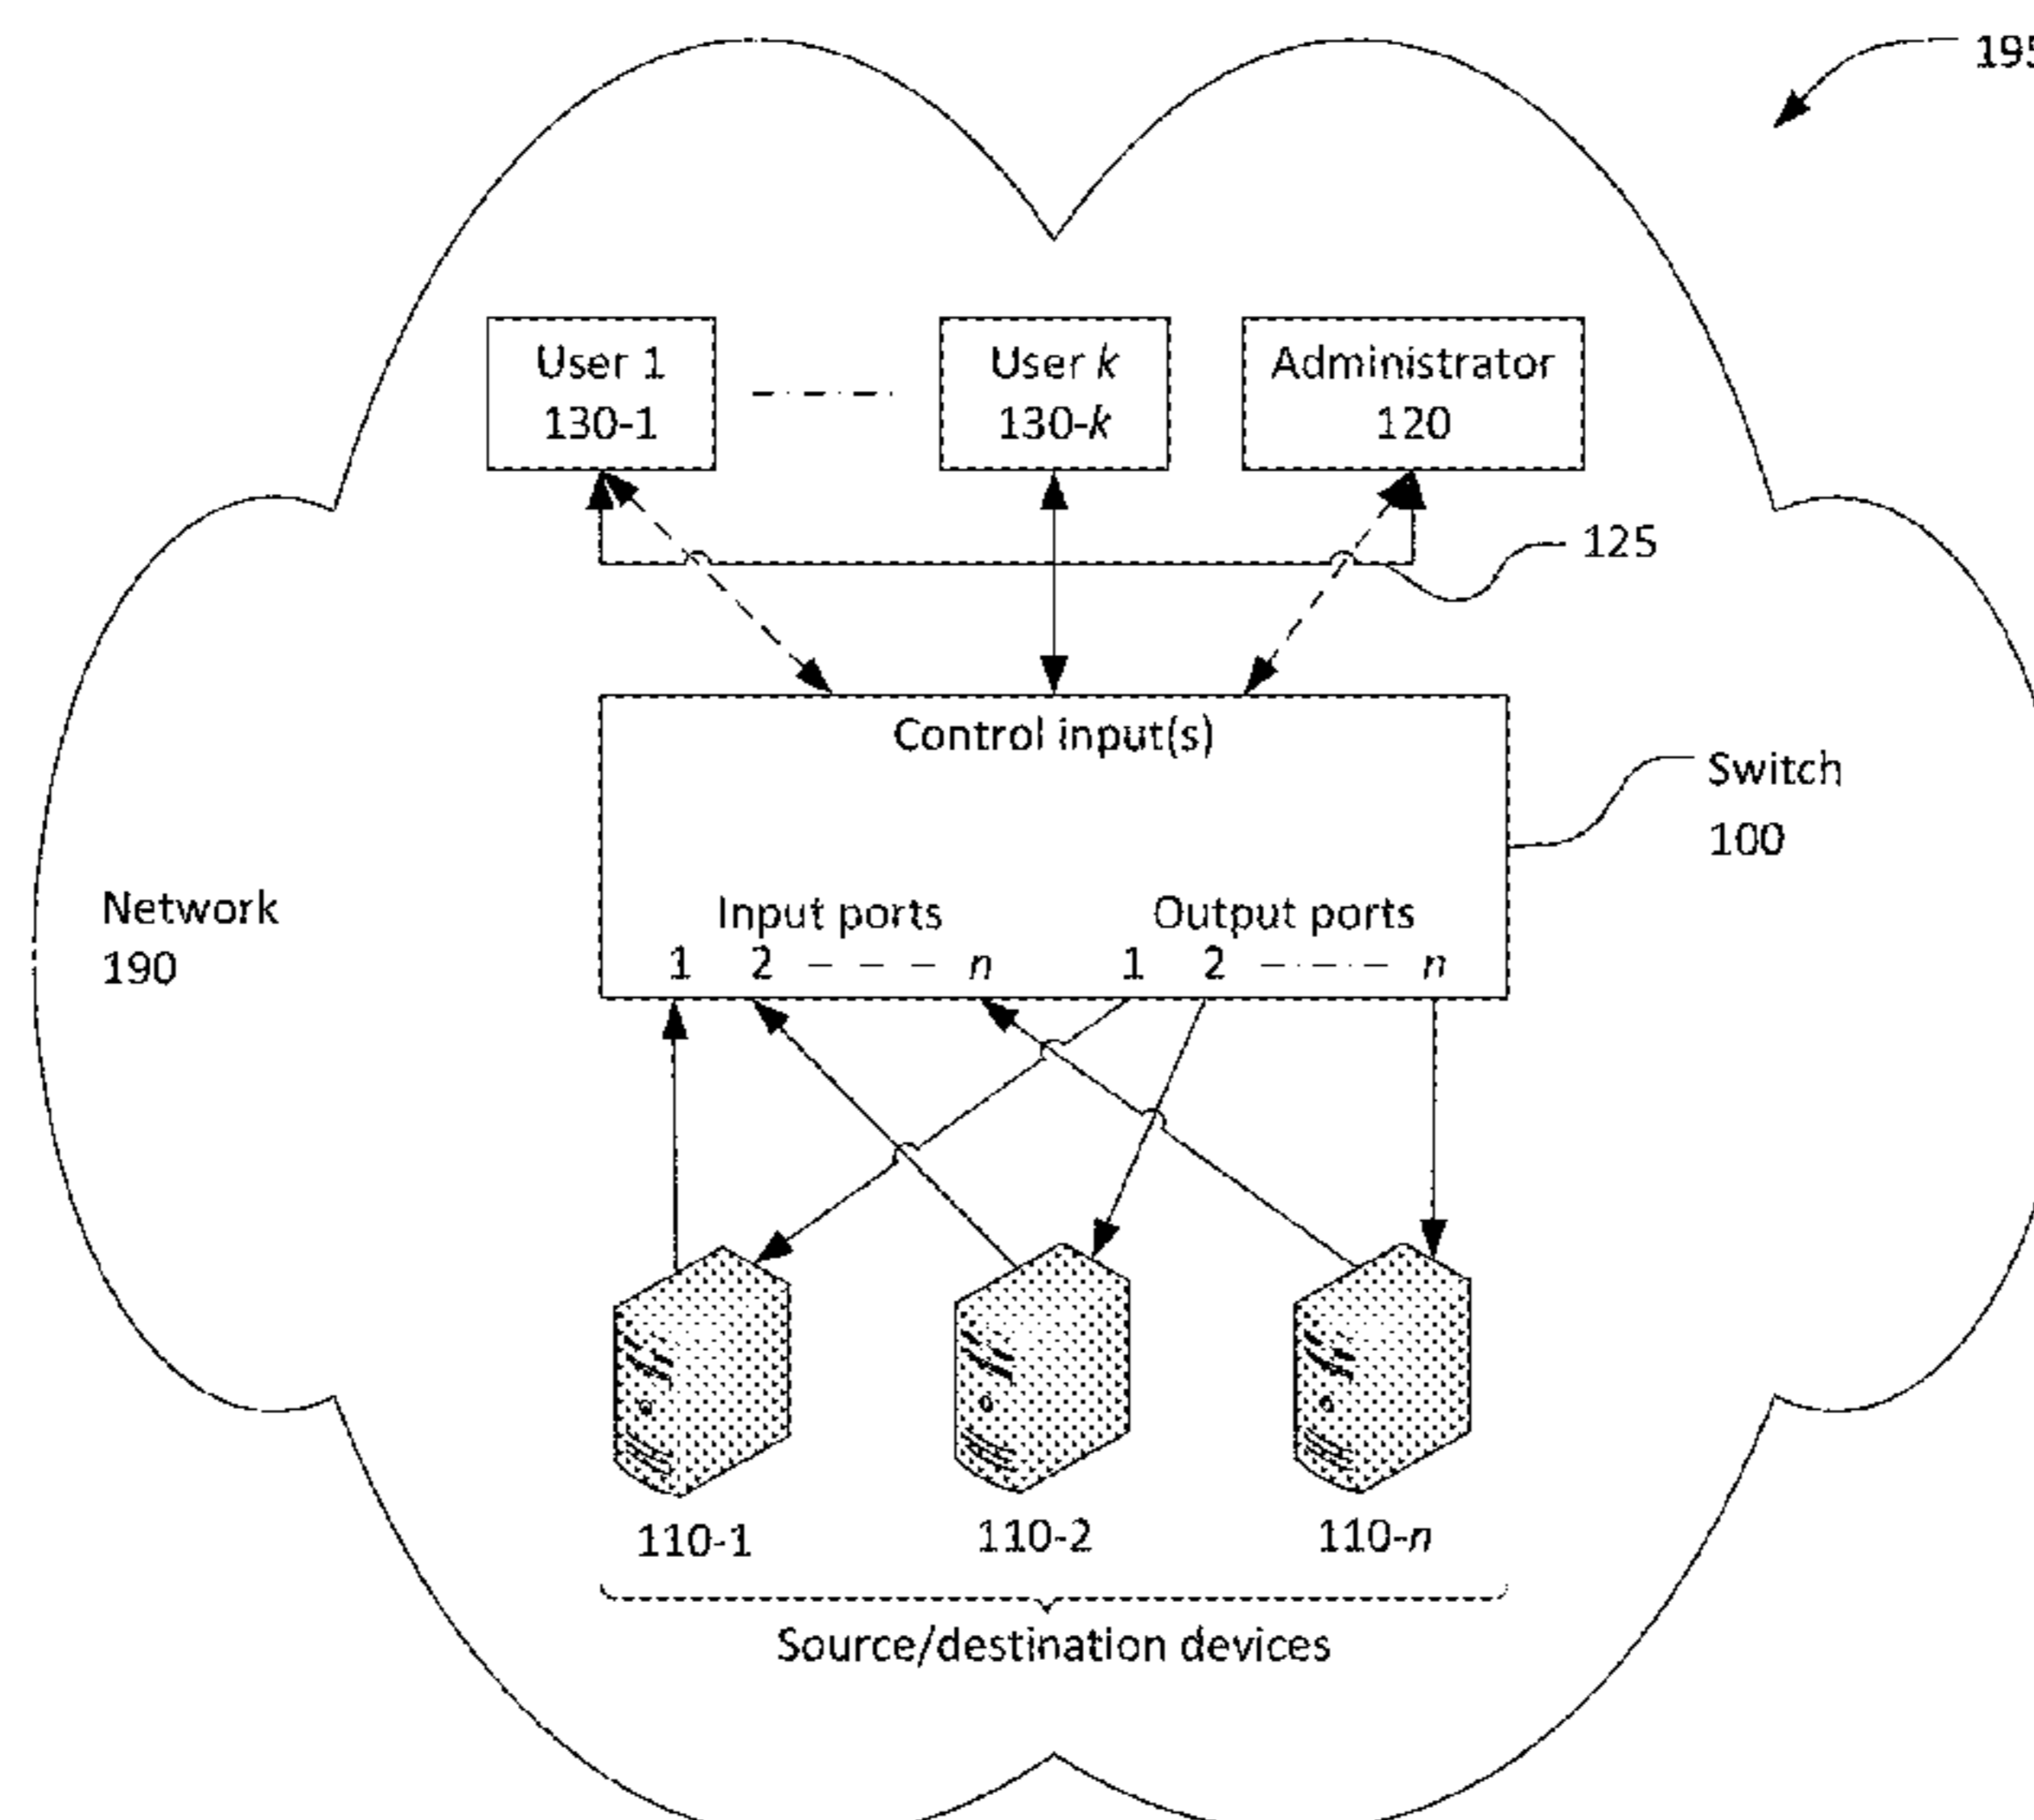 195
User 1
130-1
User k
130-k
Administrator
120
125
Control input(s)
Switch
100
Network
190
Input ports
Output ports
1 2 n 1 2 n
110-1
110-2
110-n
Source/destination devices